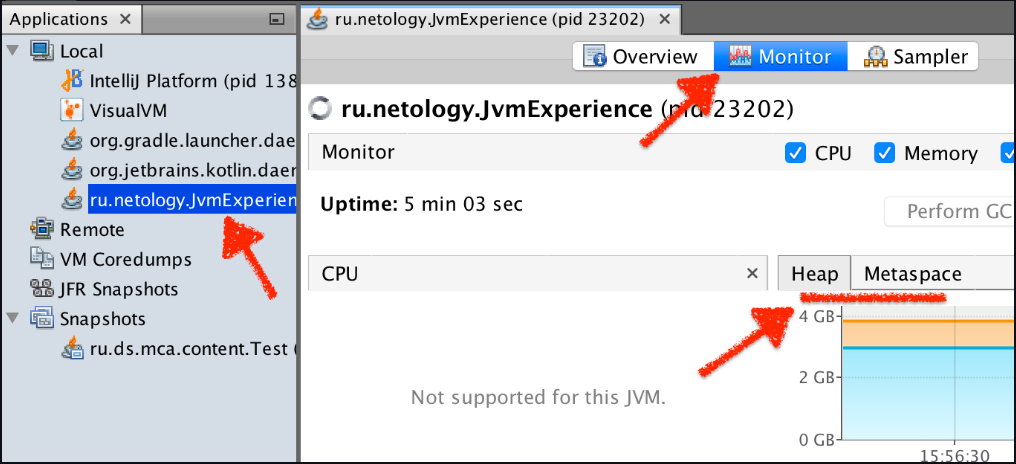 Applications
Local
IntelliJ Platform (pid 138
VisualVM
org.gradle.launcher.dae
org.jetbrains.kotlin.daer
ru.netology.JvmExperien
Remote
VM Coredumps
JFR Snapshots
Snapshots
ru.ds.mca.content.Test (
ru.netology.JvmExperience (pid 23202)
Overview
Monitor
Sampler
ru.netology.JvmExperience (pid 23202)
Monitor
CPU
Memory
Uptime: 5 min 03 sec
Perform GC
CPU
Heap
Metaspace
Not supported for this JVM.
4 GB
2 GB
0 GB
15:56:30